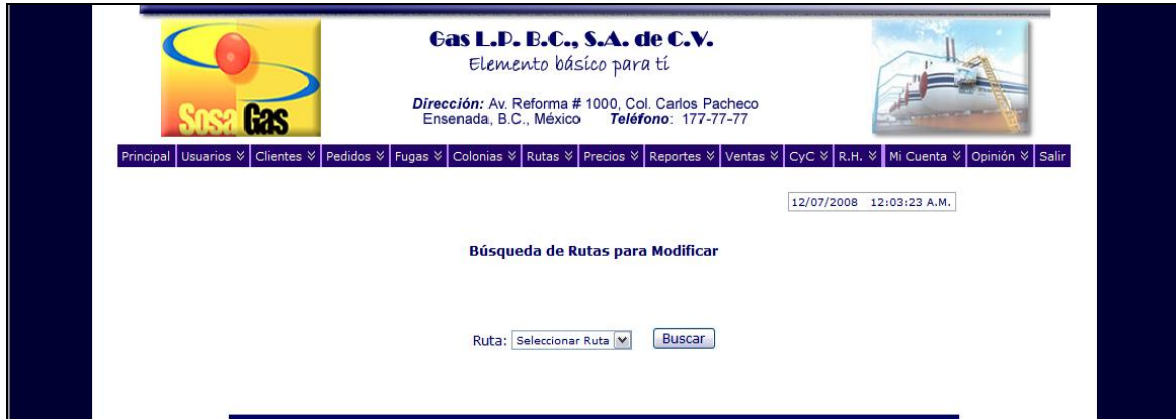 Sosa Gas
Gas L.P. B.C., S.A. de C.V.
Elemento básico para tí
Dirección: Av. Reforma # 1000, Col. Carlos Pacheco
Ensenada, B.C., México Teléfono: 177-77-77
Principal Usuarios Clientes Pedidos Fugas Colonias Rutas Precios Reportes Ventas CyC R.H. Mi Cuenta Opinión Salir
12/07/2008 12:03:23 A.M.
Búsqueda de Rutas para Modificar
Ruta: Seleccionar Ruta Buscar